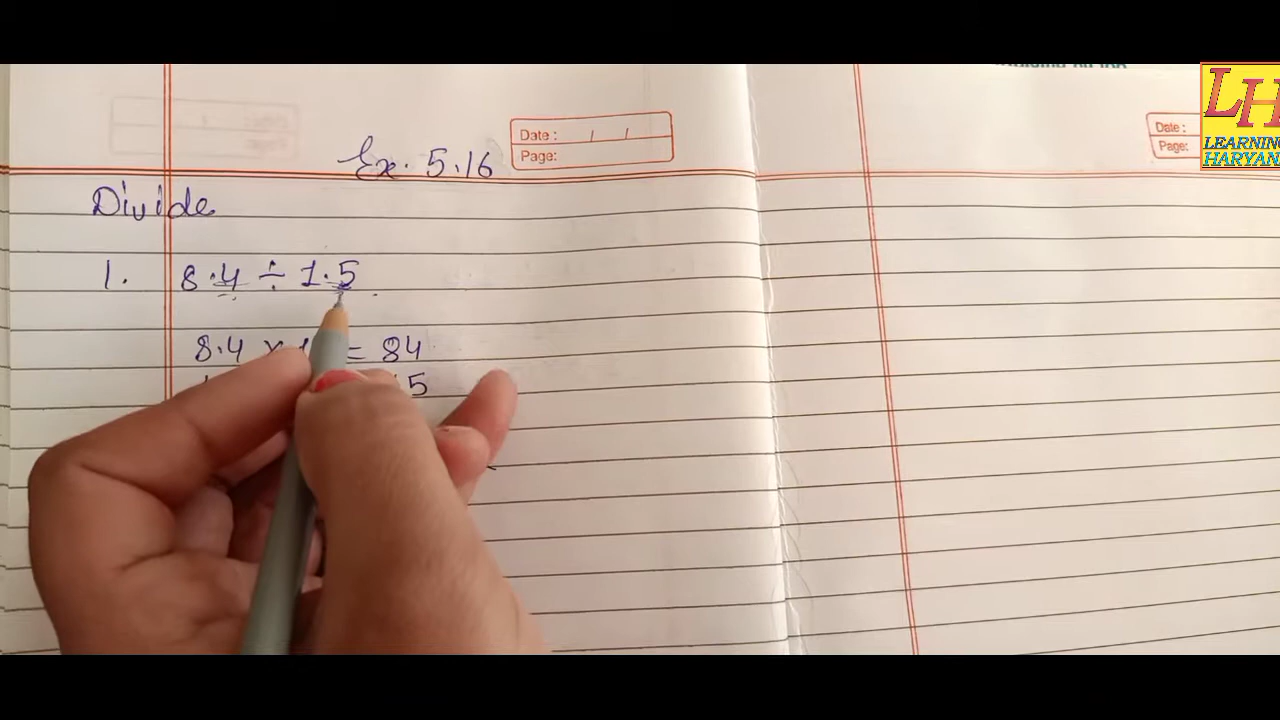 Date: / /
Page:
Ex. 5.16
Divide
1. 8.4 ÷ 1.5
8.4 × = 84
5
Date:
Page:
LH
LEARNING
HARYANA